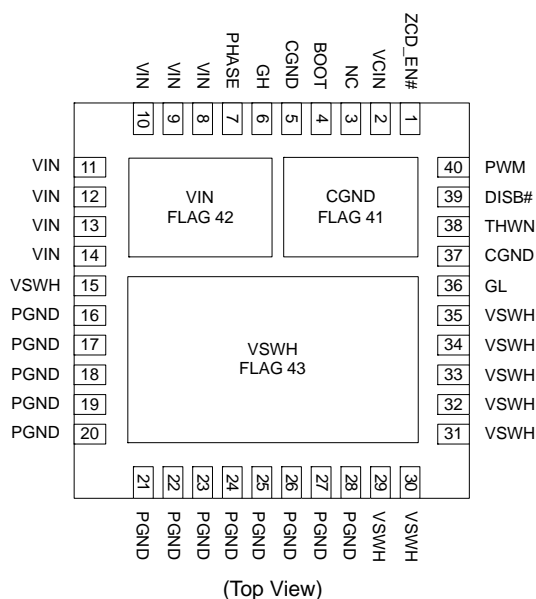 VIN
VIN
VIN
PHASE
GH
CGND
BOOT
NC
VCIN
ZCD_EN#
10
9
8
7
6
5
4
3
2
1
VIN 11
VIN 12
VIN 13
VIN 14
VSWH 15
PGND 16
PGND 17
PGND 18
PGND 19
PGND 20
VIN
FLAG 42
CGND
FLAG 41
VSWH
FLAG 43
40 PWM
39 DISB#
38 THWN
37 CGND
36 GL
35 VSWH
34 VSWH
33 VSWH
32 VSWH
31 VSWH
21
22
23
24
25
26
27
28
29
30
PGND
PGND
PGND
PGND
PGND
PGND
PGND
PGND
VSWH
VSWH
(Top View)